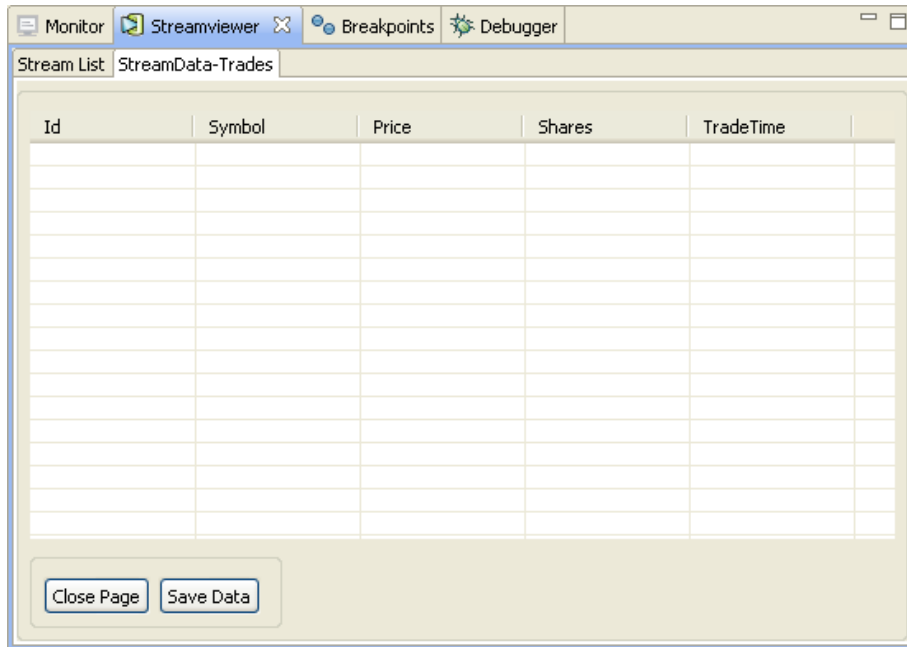 Monitor Streamviewer Breakpoints Debugger
Stream List StreamData-Trades
Id Symbol Price Shares TradeTime
Close Page Save Data